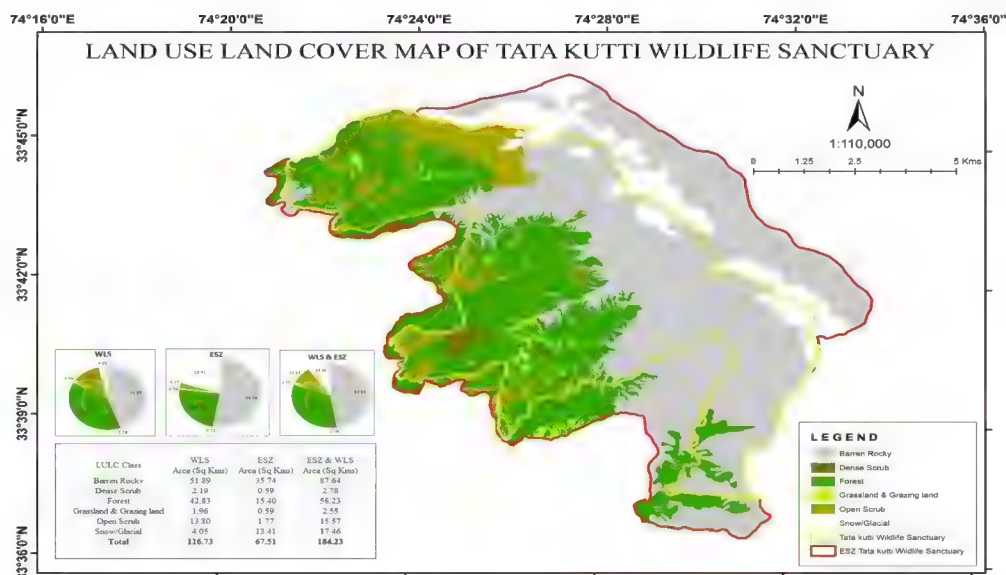 74°16'0"E 74°20'0"E 74°24'0"E 74°28'0"E 74°32'0"E 74°36'0"E
LAND USE LAND COVER MAP OF TATA KUTTI WILDLIFE SANCTUARY
N
1:110,000
0 1.25 2.5 5 Kms
33°45'0"N
33°42'0"N
33°39'0"N
33°36'0"N
WLS
ESZ
WLS & ESZ
LULC Class WLS Area (Sq Kms) ESZ Area (Sq Kms) ESZ & WLS Area (Sq Kms)
Barren Rocky 51.89 35.74 87.64
Dense Scrub 2.19 0.59 2.78
Forest 42.83 15.40 58.23
Grassland & Grazing land 1.96 0.59 2.55
Open Scrub 13.80 1.77 15.57
Snow/Glacial 4.05 13.41 17.46
Total 116.73 67.51 184.23
LEGEND
Barren Rocky
Dense Scrub
Forest
Grassland & Grazing land
Open Scrub
Snow/Glacial
Tata kutti Wildlife Sanctuary
ESZ Tata kutti Wildlife Sanctuary